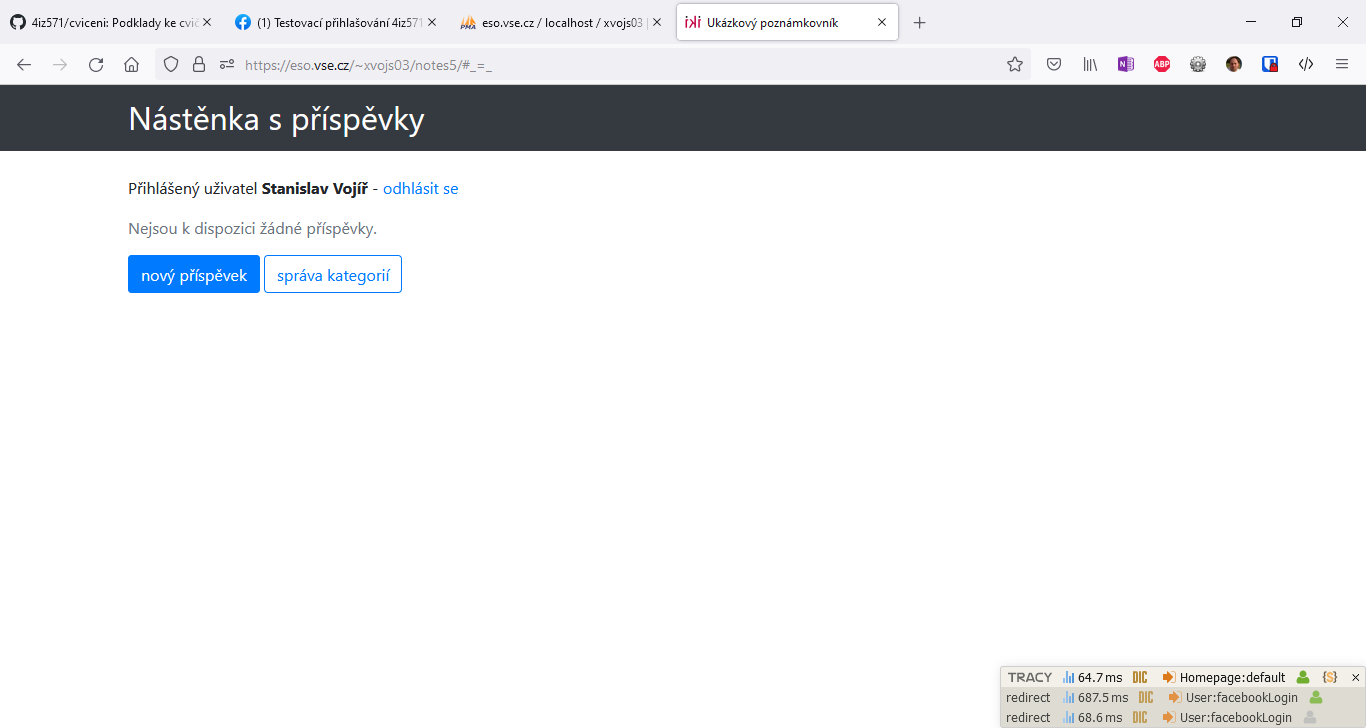 4iz571/cviceni: Podklady ke cvič
(1) Testovací přihlašování 4iz571
PMA
eso.vse.cz / localhost / xvojs03 |
Ukázkový poznámkovník
https://eso.vse.cz/~xvojs03/notes5/#_=_
N
ABP
Nástěnka s příspěvky
Přihlášený uživatel Stanislav Vojíř - odhlásit se
Nejsou k dispozici žádné příspěvky.
nový příspěvek
správa kategorií
TRACY 64.7 ms DIC Homepage:default {$}
redirect 687.5 ms DIC User:facebookLogin
redirect 68.6 ms DIC User:facebookLogin